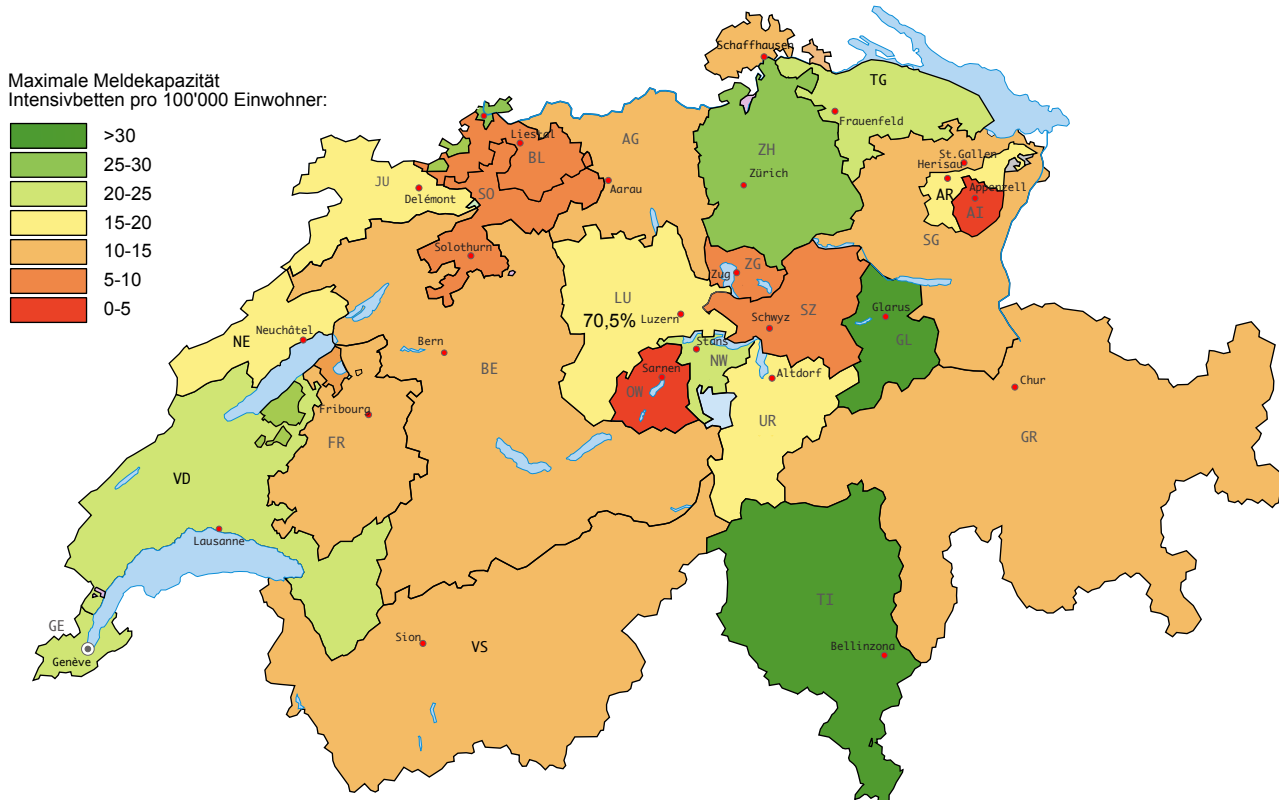 Maximale Meldekapazität
Intensivbetten pro 100'000 Einwohner:
>30
25-30
20-25
15-20
10-15
5-10
0-5
Schaffhausen
TG
Frauenfeld
Liestal
BL
AG
ZH
Zürich
St.Gallen
Herisau
JU
Delémont
SO
Aarau
AR
Appenzell
AI
SG
Solothurn
ZG
Zug
LU
70,5%
Luzern
SZ
Schwyz
Glarus
GL
NE
Neuchâtel
Bern
BE
Stans
NW
Sarnen
OW
Altdorf
UR
Chur
GR
Fribourg
FR
VD
Lausanne
TI
GE
Genève
Sion
VS
Bellinzona